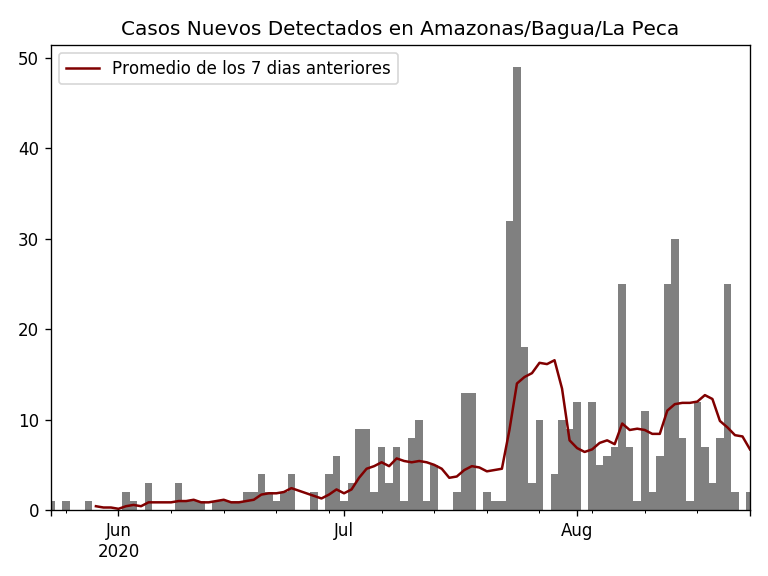 Casos Nuevos Detectados en Amazonas/Bagua/La Peca
Promedio de los 7 dias anteriores
50
40
30
20
10
0
Jun
2020
Jul
Aug